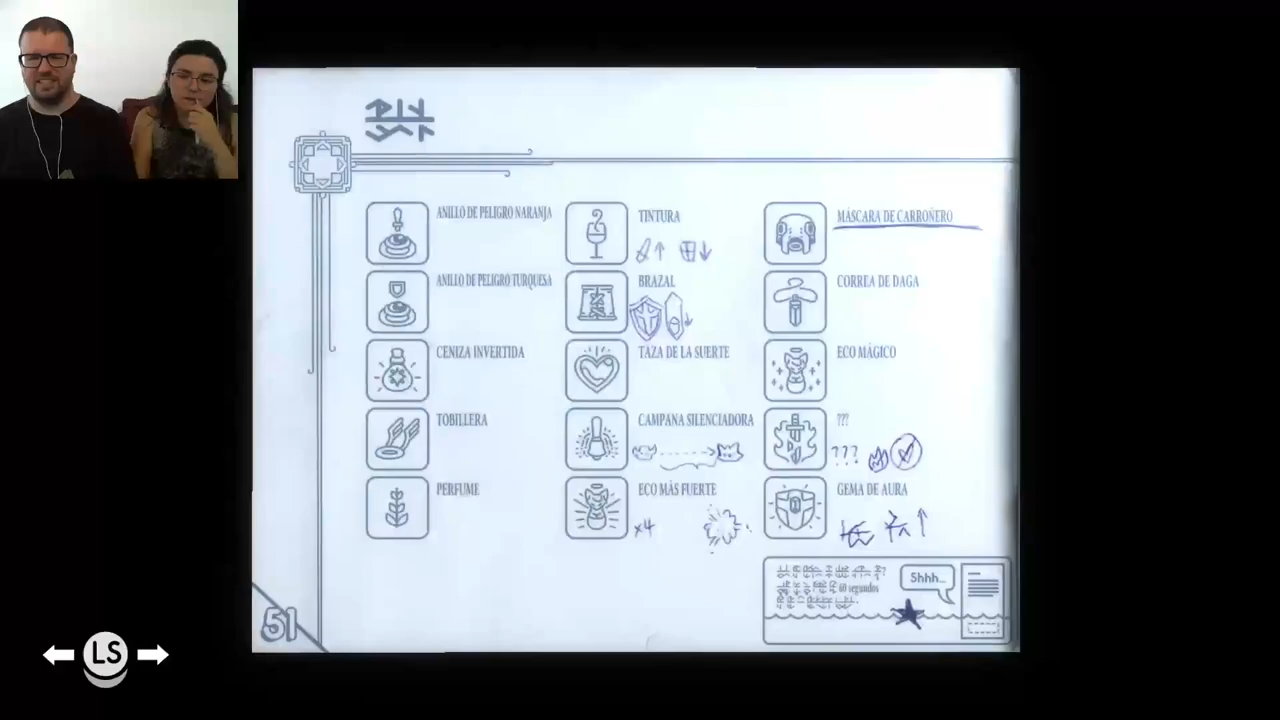 ANILLO DE PELIGRO NARANJA
ANILLO DE PELIGRO TURQUESA
CENIZA INVERTIDA
TOBILLERA
PERFUME
TINTURA
BRAZAL
TAZA DE LA SUERTE
CAMPANA SILENCIADORA
ECO MÁS FUERTE
x4
MÁSCARA DE CARROÑERO
CORREA DE DAGA
ECO MÁGICO
???
???
GEMA DE AURA
60 segundos
Shhh...
51
LS